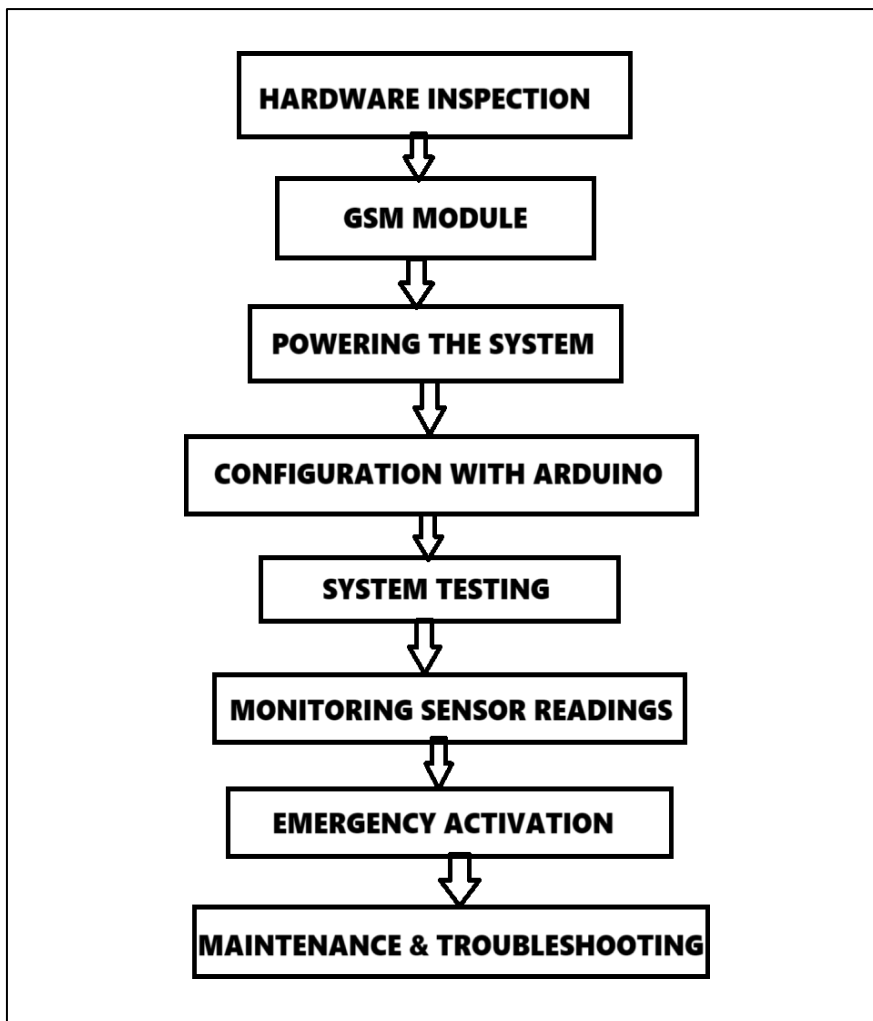 HARDWARE INSPECTION
GSM MODULE
POWERING THE SYSTEM
CONFIGURATION WITH ARDUINO
SYSTEM TESTING
MONITORING SENSOR READINGS
EMERGENCY ACTIVATION
MAINTENANCE & TROUBLESHOOTING